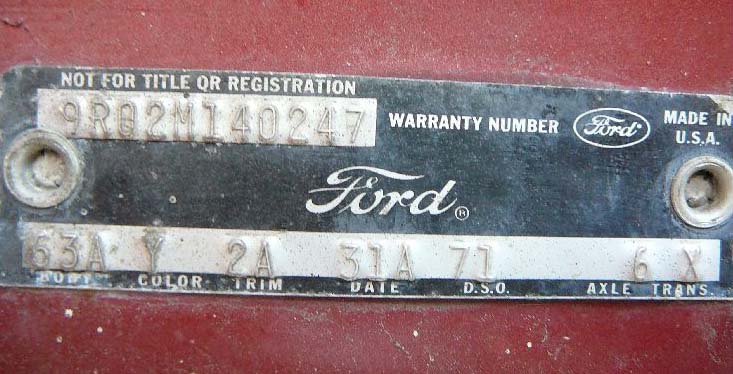 NOT FOR TITLE OR REGISTRATION
9R02M140247 WARRANTY NUMBER Ford MADE IN U.S.A.
Ford®
63A Y 2A 31A 71 6 X
BODY COLOR TRIM DATE D.S.O. AXLE TRANS.